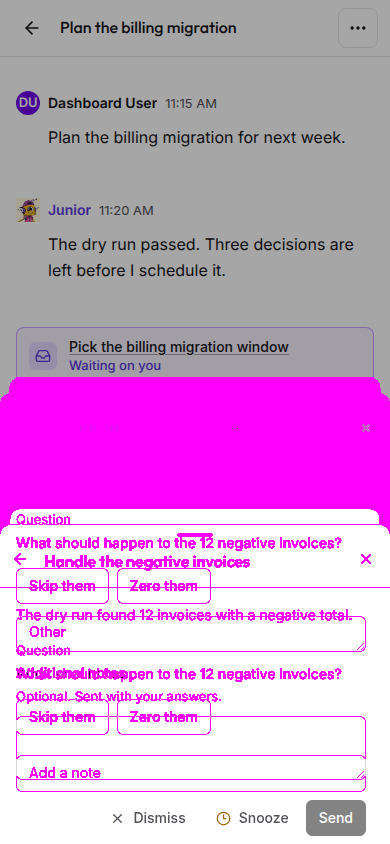 Plan the billing migration
DU Dashboard User 11:15 AM
Plan the billing migration for next week.
Junior 11:20 AM
The dry run passed. Three decisions are
left before I schedule it.
Pick the billing migration window
Waiting on you
Question
What should happen to the 12 negative invoices?
Handle the negative invoices
Skip them Zero them
The dry run found 12 invoices with a negative total.
Other
Question
What should happen to the 12 negative invoices?
Additional notes
Optional. Sent with your answers.
Skip them Zero them
Add a note
Dismiss Snooze Send